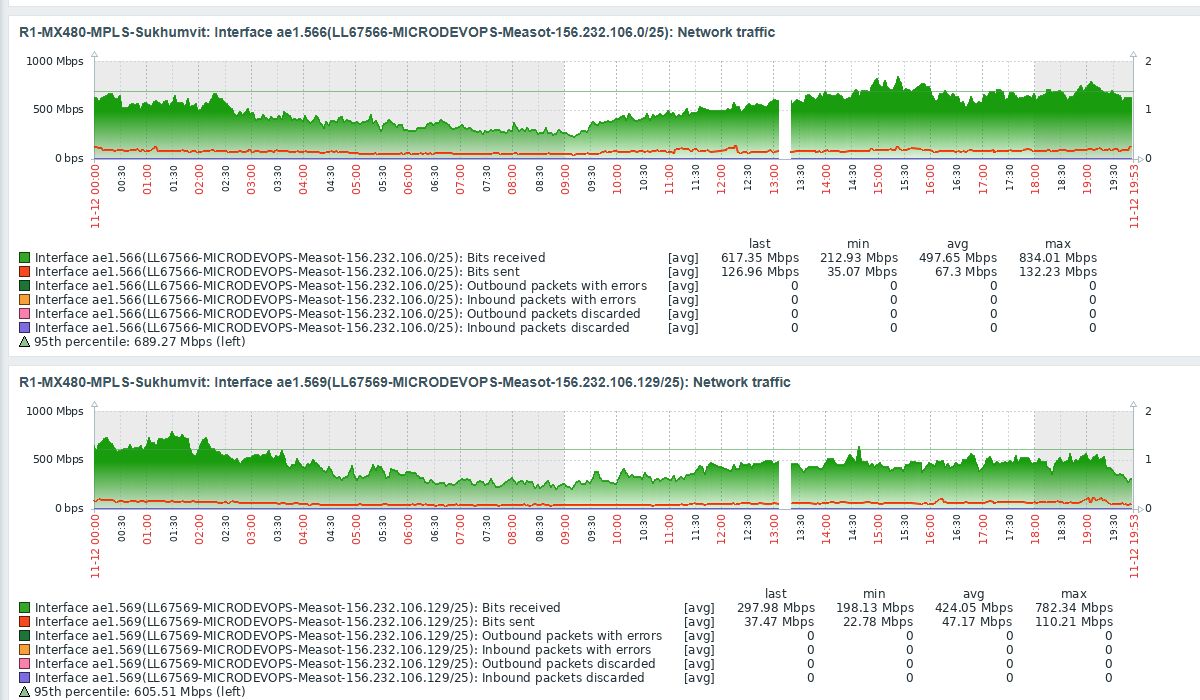 R1-MX480-MPLS-Sukhumvit: Interface ae1.566(LL67566-MICRODEVOPS-Measot-156.232.106.0/25): Network traffic
1000 Mbps 2
500 Mbps 1
0 bps 0
11-12 00:00 00:30 01:00 01:30 02:00 02:30 03:00 03:30 04:00 04:30 05:00 05:30 06:00 06:30 07:00 07:30 08:00 08:30 09:00 09:30 10:00 10:30 11:00 11:30 12:00 12:30 13:00 13:30 14:00 14:30 15:00 15:30 16:00 16:30 17:00 17:30 18:00 18:30 19:00 19:30 11-12 19:53
last min avg max
Interface ae1.566(LL67566-MICRODEVOPS-Measot-156.232.106.0/25): Bits received [avg] 617.35 Mbps 212.93 Mbps 497.65 Mbps 834.01 Mbps
Interface ae1.566(LL67566-MICRODEVOPS-Measot-156.232.106.0/25): Bits sent [avg] 126.96 Mbps 35.07 Mbps 67.3 Mbps 132.23 Mbps
Interface ae1.566(LL67566-MICRODEVOPS-Measot-156.232.106.0/25): Outbound packets with errors [avg] 0 0 0 0
Interface ae1.566(LL67566-MICRODEVOPS-Measot-156.232.106.0/25): Inbound packets with errors [avg] 0 0 0 0
Interface ae1.566(LL67566-MICRODEVOPS-Measot-156.232.106.0/25): Outbound packets discarded [avg] 0 0 0 0
Interface ae1.566(LL67566-MICRODEVOPS-Measot-156.232.106.0/25): Inbound packets discarded [avg] 0 0 0 0
95th percentile: 689.27 Mbps (left)
R1-MX480-MPLS-Sukhumvit: Interface ae1.569(LL67569-MICRODEVOPS-Measot-156.232.106.129/25): Network traffic
1000 Mbps 2
500 Mbps 1
0 bps 0
11-12 00:00 00:30 01:00 01:30 02:00 02:30 03:00 03:30 04:00 04:30 05:00 05:30 06:00 06:30 07:00 07:30 08:00 08:30 09:00 09:30 10:00 10:30 11:00 11:30 12:00 12:30 13:00 13:30 14:00 14:30 15:00 15:30 16:00 16:30 17:00 17:30 18:00 18:30 19:00 19:30 11-12 19:53
last min avg max
Interface ae1.569(LL67569-MICRODEVOPS-Measot-156.232.106.129/25): Bits received [avg] 297.98 Mbps 198.13 Mbps 424.05 Mbps 782.34 Mbps
Interface ae1.569(LL67569-MICRODEVOPS-Measot-156.232.106.129/25): Bits sent [avg] 37.47 Mbps 22.78 Mbps 47.17 Mbps 110.21 Mbps
Interface ae1.569(LL67569-MICRODEVOPS-Measot-156.232.106.129/25): Outbound packets with errors [avg] 0 0 0 0
Interface ae1.569(LL67569-MICRODEVOPS-Measot-156.232.106.129/25): Inbound packets with errors [avg] 0 0 0 0
Interface ae1.569(LL67569-MICRODEVOPS-Measot-156.232.106.129/25): Outbound packets discarded [avg] 0 0 0 0
Interface ae1.569(LL67569-MICRODEVOPS-Measot-156.232.106.129/25): Inbound packets discarded [avg] 0 0 0 0
95th percentile: 605.51 Mbps (left)